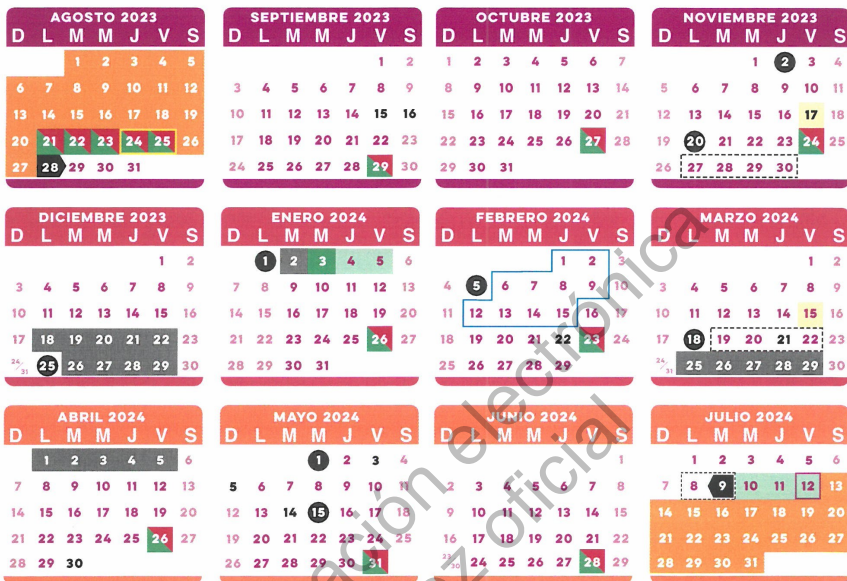 AGOSTO 2023
D L M M J V S
1 2 3 4 5
6 7 8 9 10 11 12
13 14 15 16 17 18 19
20 21 22 23 24 25 26
27 28 29 30 31
SEPTIEMBRE 2023
D L M M J V S
1 2
3 4 5 6 7 8 9
10 11 12 13 14 15 16
17 18 19 20 21 22 23
24 25 26 27 28 29 30
OCTUBRE 2023
D L M M J V S
1 2 3 4 5 6 7
8 9 10 11 12 13 14
15 16 17 18 19 20 21
22 23 24 25 26 27 28
29 30 31
NOVIEMBRE 2023
D L M M J V S
1 2 3 4
5 6 7 8 9 10 11
12 13 14 15 16 17 18
19 20 21 22 23 24 25
26 27 28 29 30
DICIEMBRE 2023
D L M M J V S
1 2
3 4 5 6 7 8 9
10 11 12 13 14 15 16
17 18 19 20 21 22 23
24/31 25 26 27 28 29 30
ENERO 2024
D L M M J V S
1 2 3 4 5 6
7 8 9 10 11 12 13
14 15 16 17 18 19 20
21 22 23 24 25 26 27
28 29 30 31
FEBRERO 2024
D L M M J V S
1 2 3
4 5 6 7 8 9 10
11 12 13 14 15 16 17
18 19 20 21 22 23 24
25 26 27 28 29
MARZO 2024
D L M M J V S
1 2
3 4 5 6 7 8 9
10 11 12 13 14 15 16
17 18 19 20 21 22 23
24/31 25 26 27 28 29 30
ABRIL 2024
D L M M J V S
1 2 3 4 5 6
7 8 9 10 11 12 13
14 15 16 17 18 19 20
21 22 23 24 25 26 27
28 29 30
MAYO 2024
D L M M J V S
1 2 3 4
5 6 7 8 9 10 11
12 13 14 15 16 17 18
19 20 21 22 23 24 25
26 27 28 29 30 31
JUNIO 2024
D L M M J V S
1
2 3 4 5 6 7 8
9 10 11 12 13 14 15
16 17 18 19 20 21 22
23/30 24 25 26 27 28 29
JULIO 2024
D L M M J V S
1 2 3 4 5 6
7 8 9 10 11 12 13
14 15 16 17 18 19 20
21 22 23 24 25 26 27
28 29 30 31
ación electrónica
oz oficial